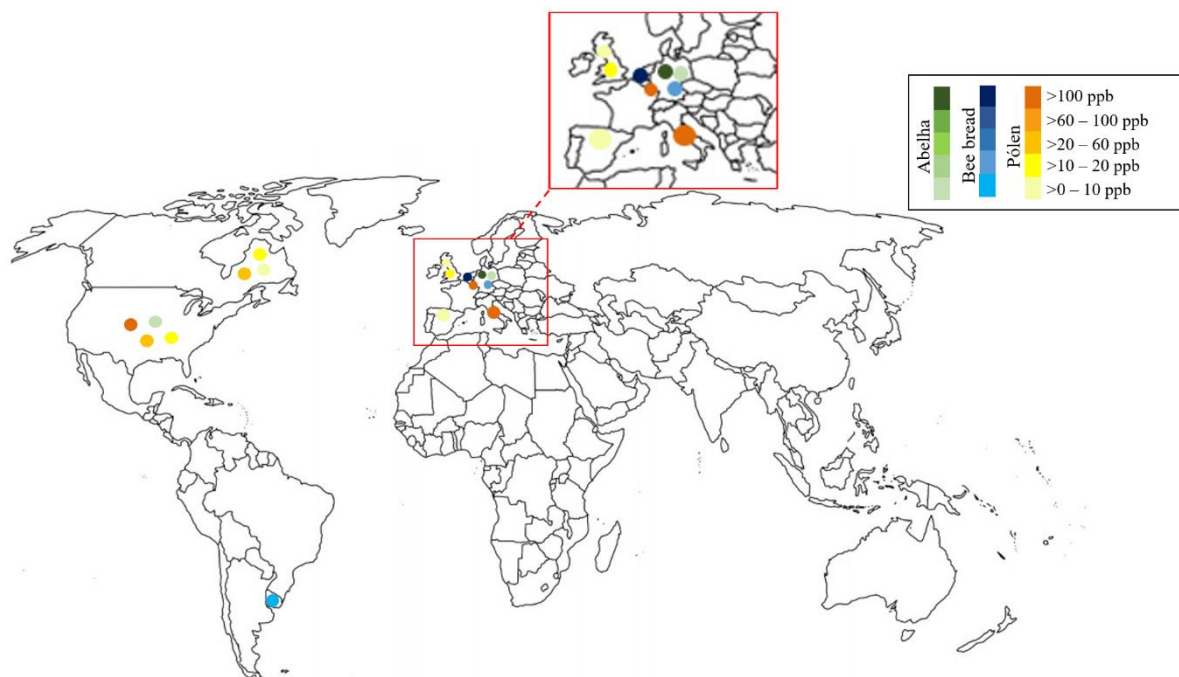 Abelha
Bee bread
Pólen
>100 ppb
>60 – 100 ppb
>20 – 60 ppb
>10 – 20 ppb
>0 – 10 ppb